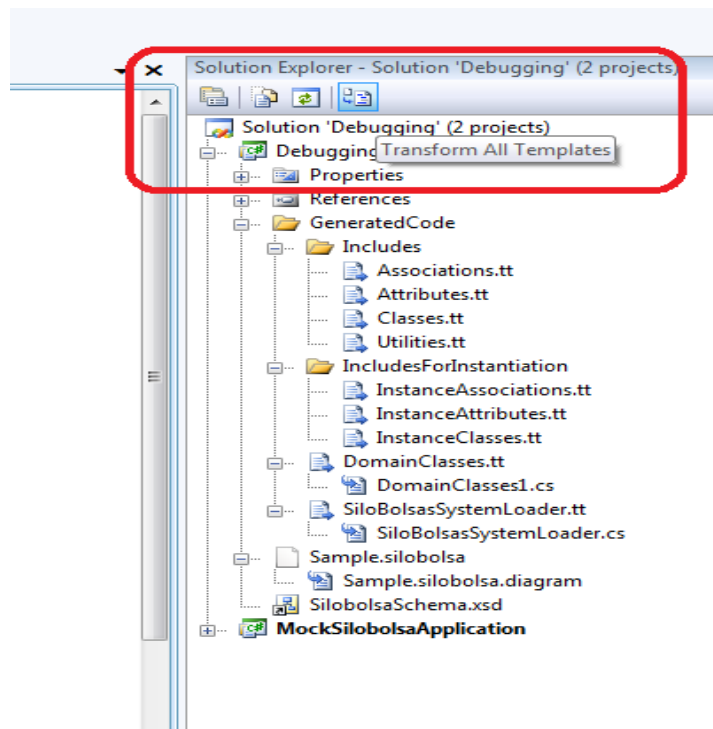 Solution Explorer - Solution 'Debugging' (2 projects)
Solution 'Debugging' (2 projects)
Debugging
Transform All Templates
Properties
References
GeneratedCode
Includes
Associations.tt
Attributes.tt
Classes.tt
Utilities.tt
IncludesForInstantiation
InstanceAssociations.tt
InstanceAttributes.tt
InstanceClasses.tt
DomainClasses.tt
DomainClasses1.cs
SiloBolsasSystemLoader.tt
SiloBolsasSystemLoader.cs
Sample.silobolsa
Sample.silobolsa.diagram
SilobolsaSchema.xsd
MockSilobolsaApplication